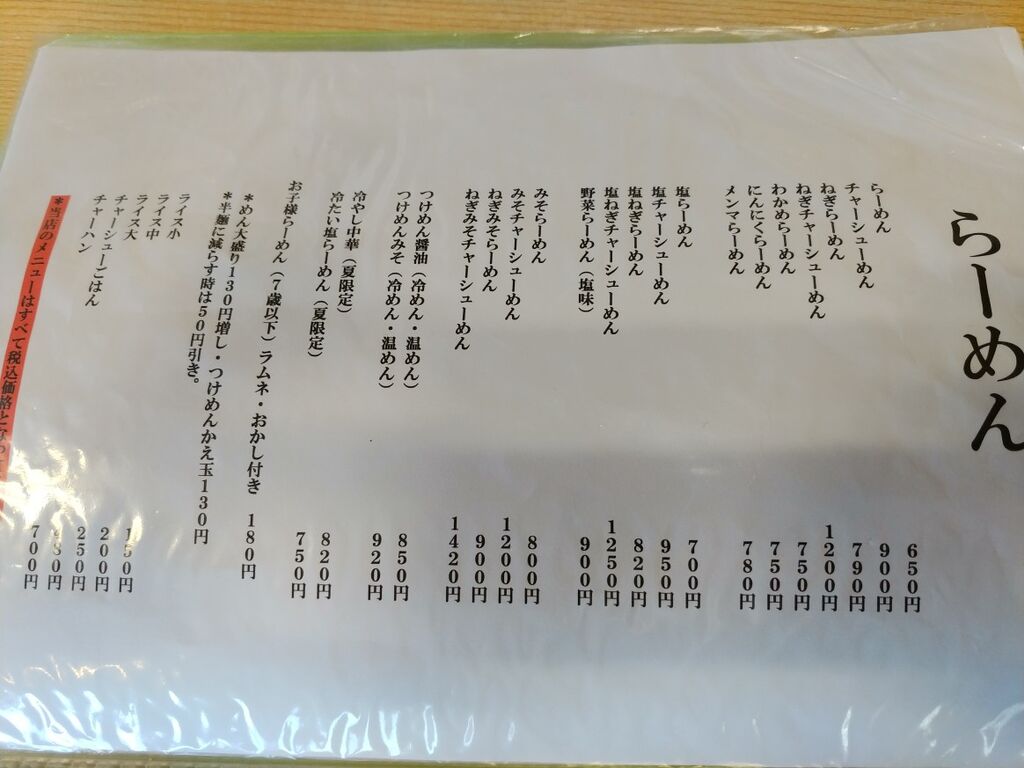 らーめん
らーめん 650円
チャーシューめん 900円
ねぎらーめん 790円
ねぎチャーシューめん 1200円
わかめらーめん 750円
にんにくらーめん 750円
メンマらーめん 780円
塩らーめん 700円
塩チャーシューめん 950円
塩ねぎらーめん 820円
塩ねぎチャーシューめん 1250円
野菜らーめん（塩味） 900円
みそらーめん 800円
みそチャーシューめん 1200円
ねぎみそらーめん 900円
ねぎみそチャーシューめん 1420円
つけめん醤油（冷めん・温めん） 850円
つけめんみそ（冷めん・温めん） 920円
冷やし中華（夏限定） 820円
冷たい塩らーめん（夏限定） 750円
お子様らーめん（7歳以下）ラムネ・おかし付き 180円
*めん大盛り130円増し・つけめんかえ玉130円
*半麺に減らす時は50円引き。
ライス小 150円
ライス中 200円
ライス大 250円
チャーシューごはん 480円
チャーハン 700円
*当店のメニューはすべて税込価格とな